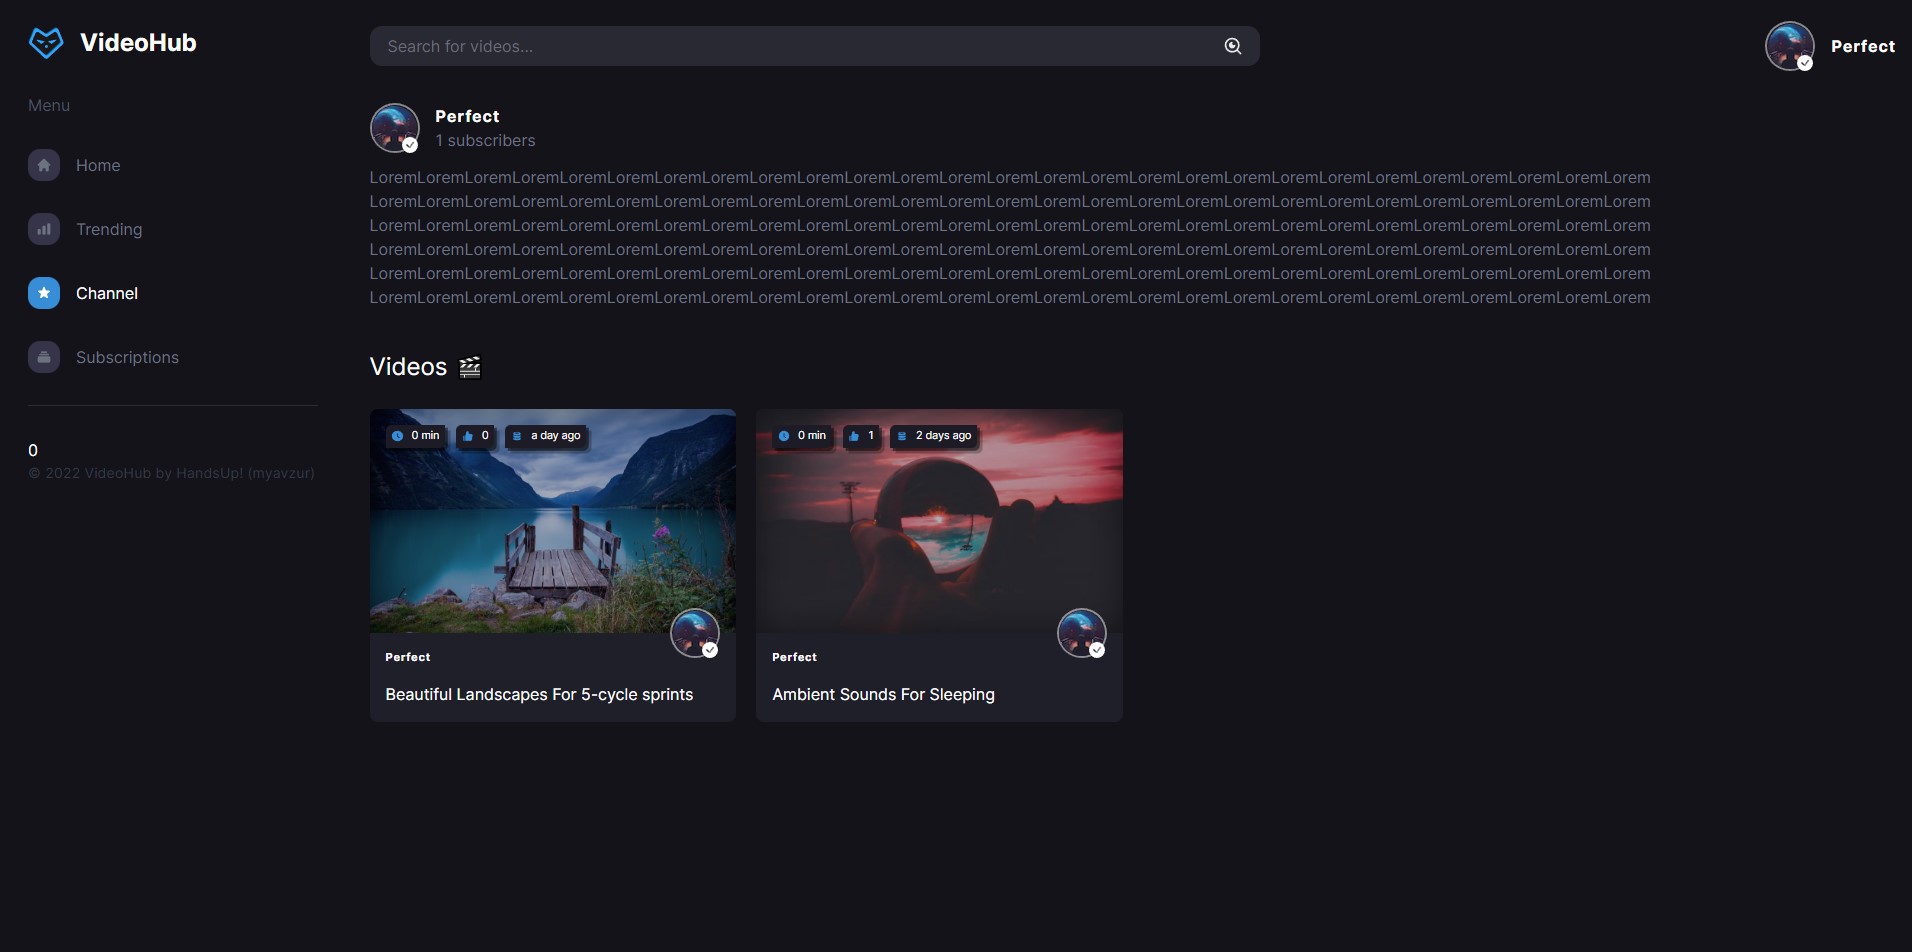 VideoHub
Search for videos...
Perfect
Menu
Home
Trending
Channel
Subscriptions
0
© 2022 VideoHub by HandsUp! (myavzur)
Perfect
1 subscribers
LoremLoremLoremLoremLoremLoremLoremLoremLoremLoremLoremLoremLoremLoremLoremLoremLoremLoremLoremLoremLoremLoremLoremLoremLoremLoremLorem
LoremLoremLoremLoremLoremLoremLoremLoremLoremLoremLoremLoremLoremLoremLoremLoremLoremLoremLoremLoremLoremLoremLoremLoremLoremLoremLorem
LoremLoremLoremLoremLoremLoremLoremLoremLoremLoremLoremLoremLoremLoremLoremLoremLoremLoremLoremLoremLoremLoremLoremLoremLoremLoremLorem
LoremLoremLoremLoremLoremLoremLoremLoremLoremLoremLoremLoremLoremLoremLoremLoremLoremLoremLoremLoremLoremLoremLoremLoremLoremLoremLorem
LoremLoremLoremLoremLoremLoremLoremLoremLoremLoremLoremLoremLoremLoremLoremLoremLoremLoremLoremLoremLoremLoremLoremLoremLoremLoremLorem
LoremLoremLoremLoremLoremLoremLoremLoremLoremLoremLoremLoremLoremLoremLoremLoremLoremLoremLoremLoremLoremLoremLoremLoremLoremLoremLorem
Videos 🎬
0 min 0 a day ago
Perfect
Beautiful Landscapes For 5-cycle sprints
0 min 1 2 days ago
Perfect
Ambient Sounds For Sleeping